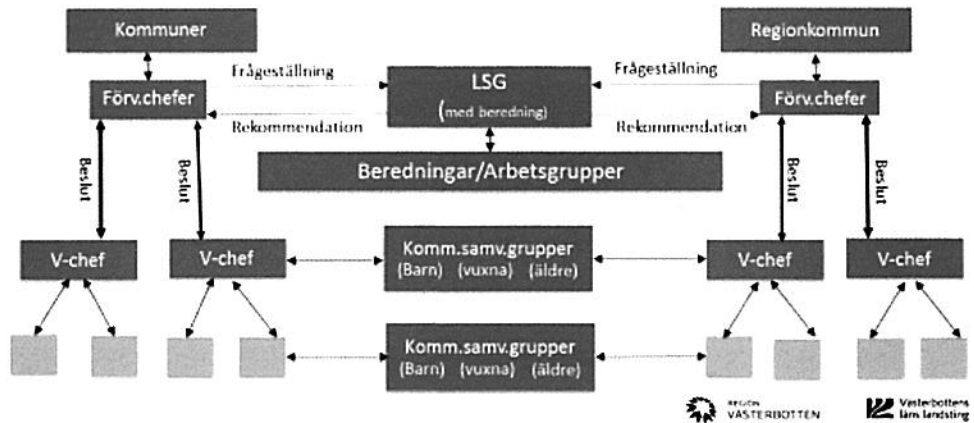 Kommuner
Regionkommun
Frågeställning
Frågeställning
LSG
(med beredning)
Förv.chefer
Förv.chefer
Rekommendation
Rekommendation
Beredningar/Arbetsgrupper
Beslut
Beslut
Beslut
Beslut
V-chef
V-chef
Komm.samv.grupper
(Barn) (vuxna) (äldre)
V-chef
V-chef
Komm.samv.grupper
(Barn) (vuxna) (äldre)
REGION
VÄSTERBOTTEN
Västerbottens
läns landsting